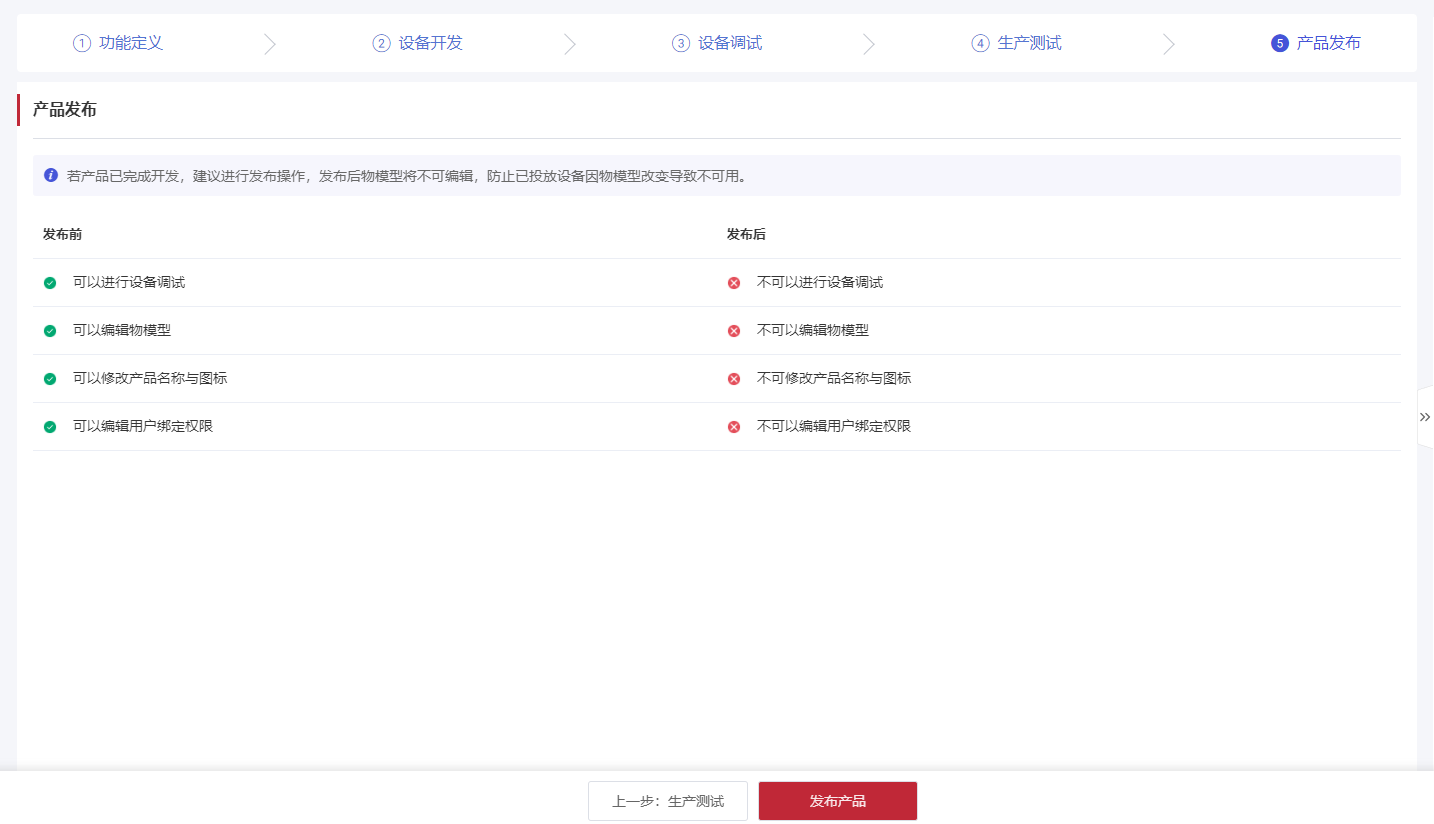 1 功能定义
2 设备开发
3 设备调试
4 生产测试
5 产品发布
产品发布
若产品已完成开发，建议进行发布操作，发布后物模型将不可编辑，防止已投放设备因物模型改变导致不可用。
发布前 发布后
可以进行设备调试 不可以进行设备调试
可以编辑物模型 不可以编辑物模型
可以修改产品名称与图标 不可修改产品名称与图标
可以编辑用户绑定权限 不可以编辑用户绑定权限
上一步：生产测试 发布产品